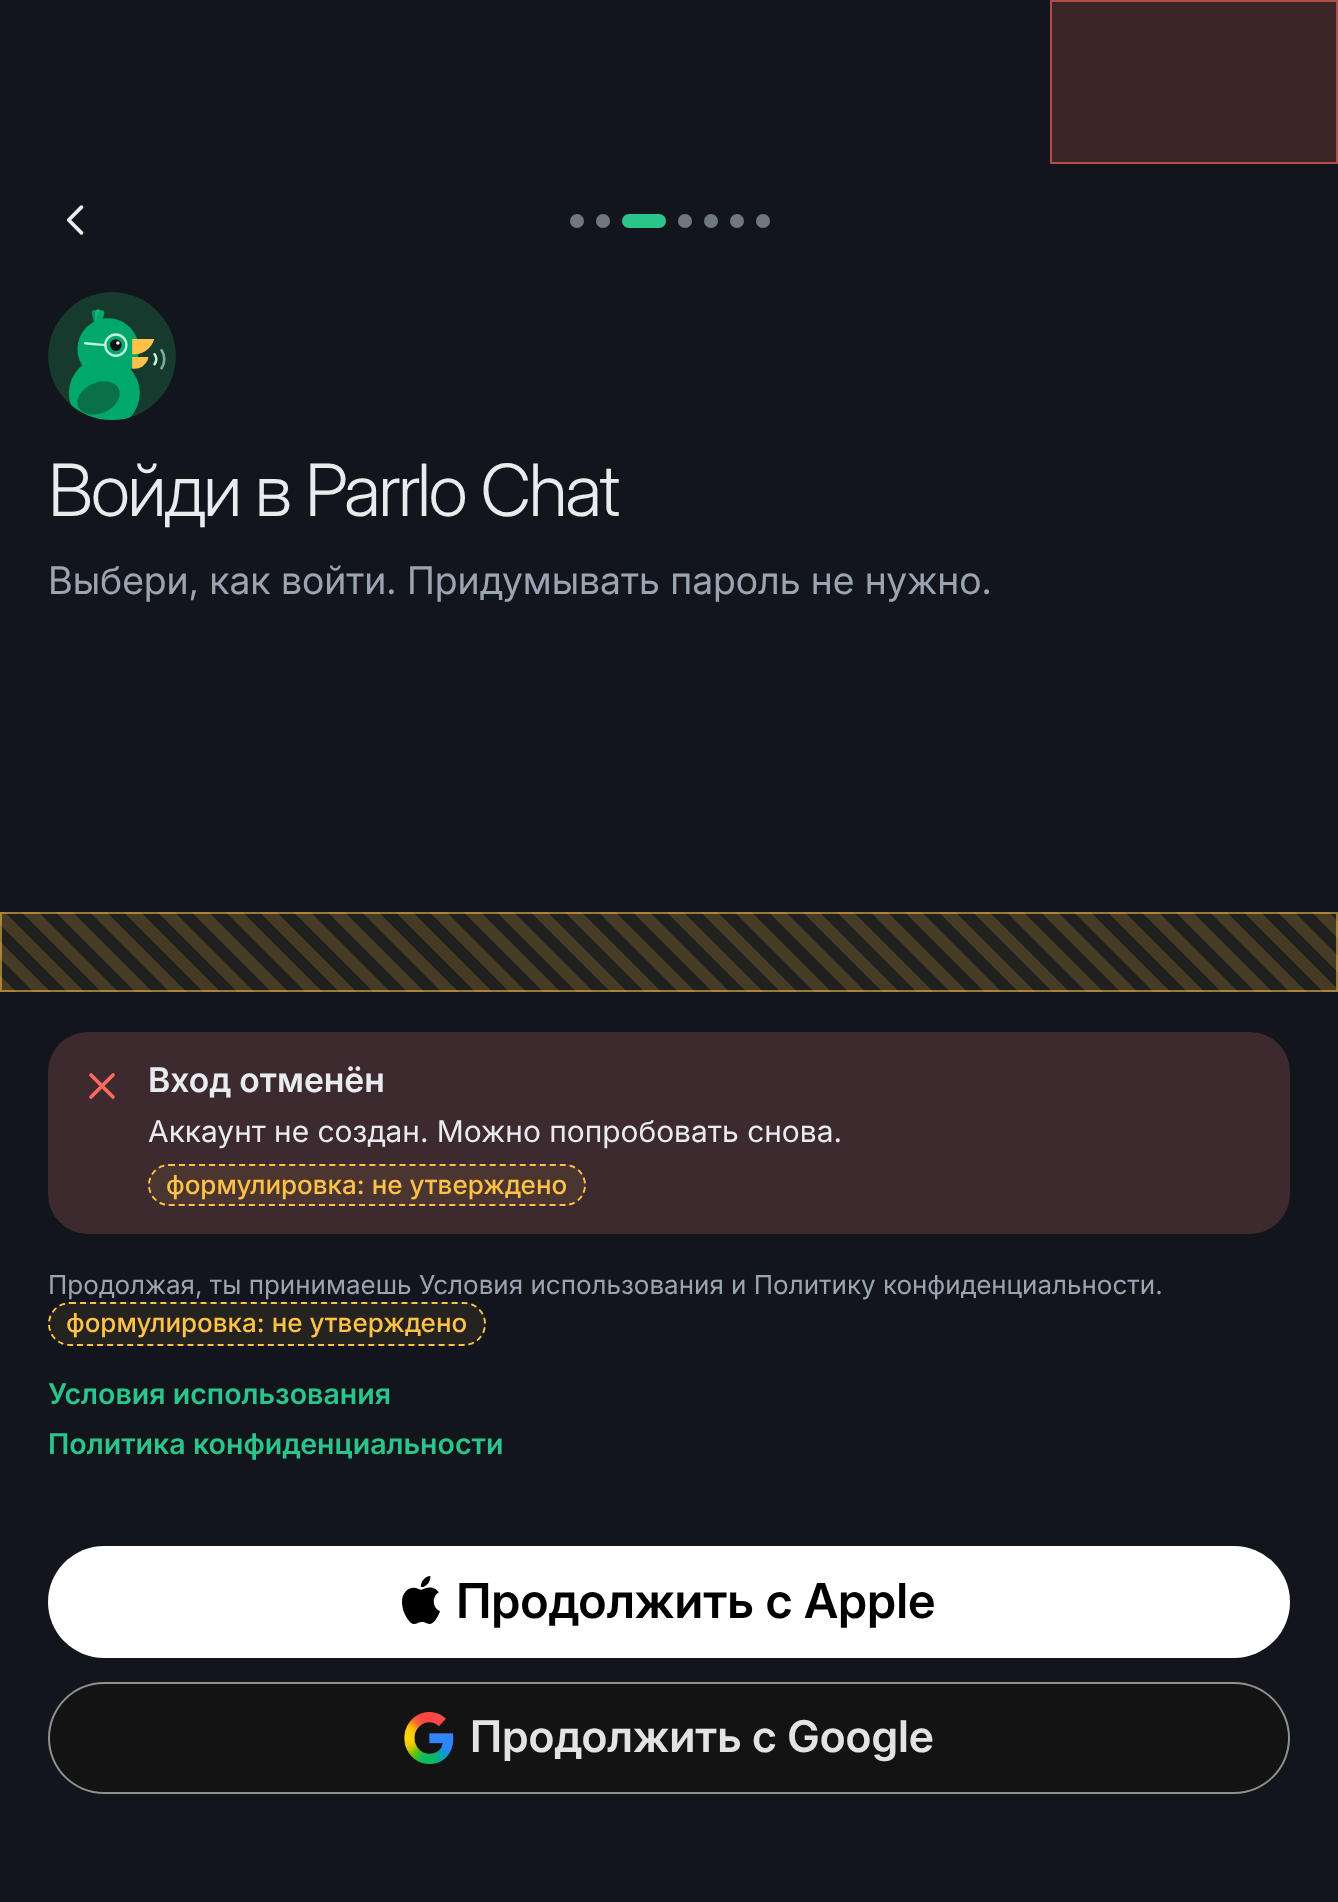 Войди в Parrlo Chat
Выбери, как войти. Придумывать пароль не нужно.
Вход отменён
Аккаунт не создан. Можно попробовать снова.
формулировка: не утверждено
Продолжая, ты принимаешь Условия использования и Политику конфиденциальности.
формулировка: не утверждено
Условия использования
Политика конфиденциальности
Продолжить с Apple
Продолжить с Google